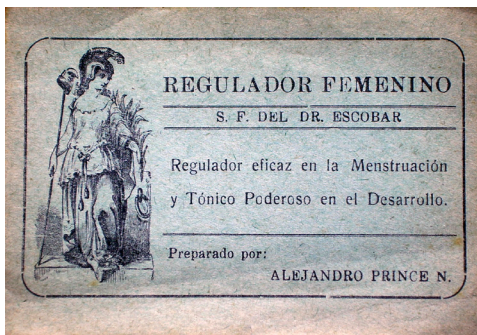 REGULADOR FEMENINO
S. F. DEL DR. ESCOBAR
Regulador eficaz en la Menstruación
y Tónico Poderoso en el Desarrollo.
Preparado por:
ALEJANDRO PRINCE N.